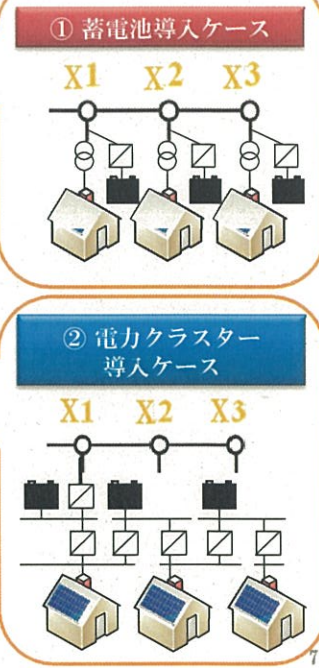 ① 蓄電池導入ケース
X1 X2 X3
② 電力クラスター
導入ケース
X1 X2 X3
7